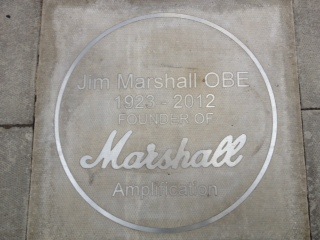 Jim Marshall OBE
1923 - 2012
FOUNDER OF
Marshall
Amplification